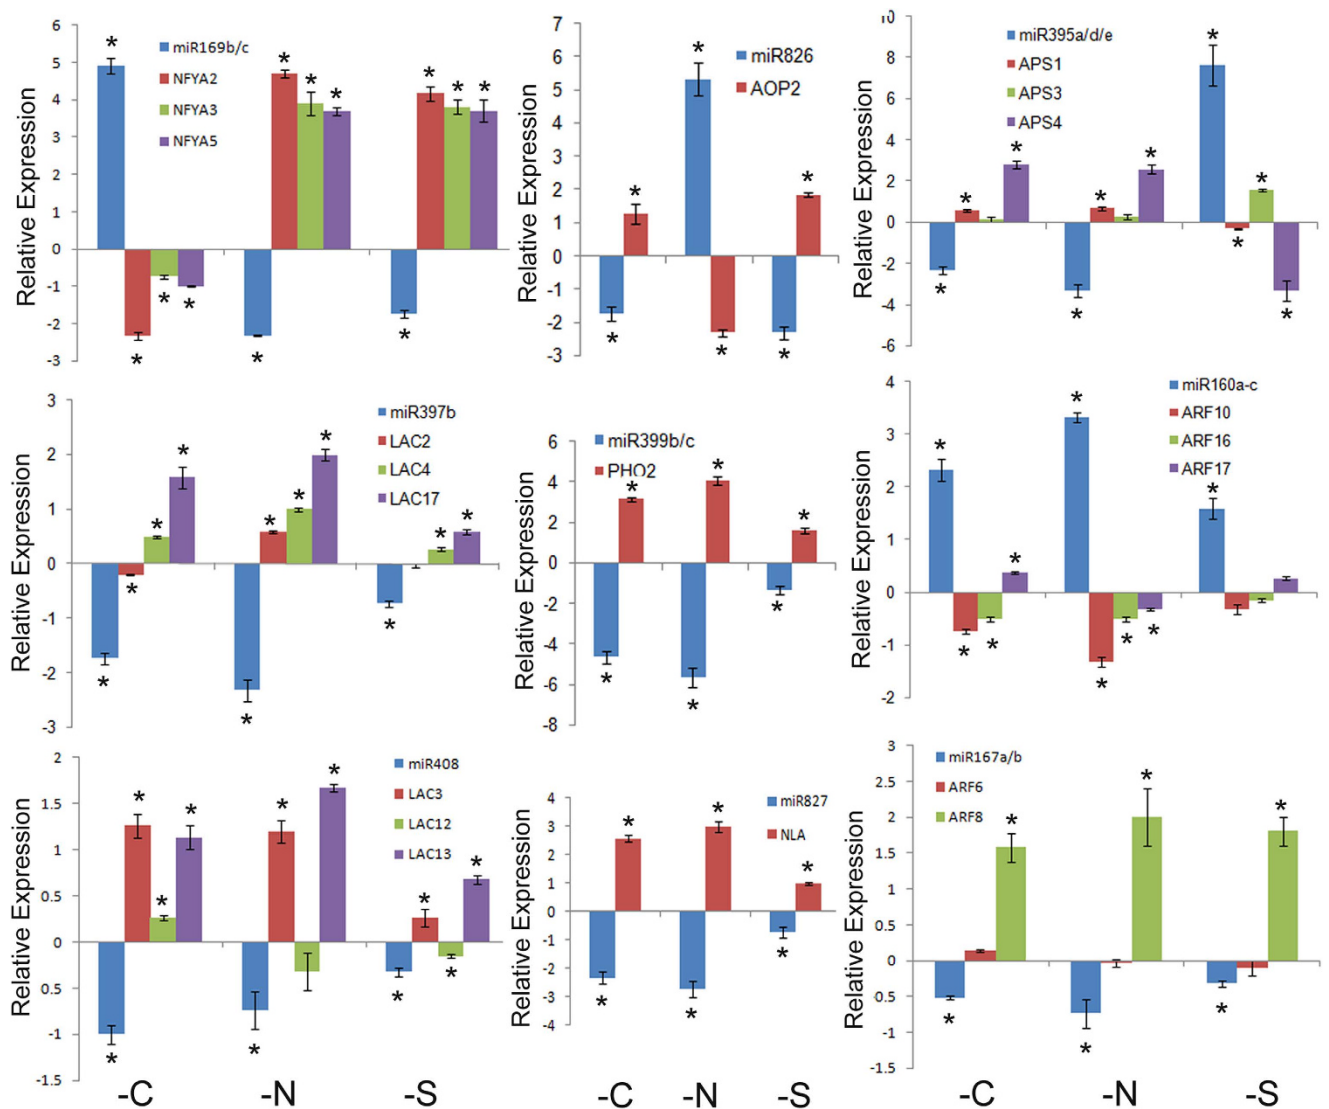 Relative Expression
6
5
4
3
2
1
0
-1
-2
-3
miR169b/c
NFYA2
NFYA3
NFYA5
* * * * * * * * * * * *
Relative Expression
7
6
5
4
3
2
1
0
-1
-2
-3
miR826
AOP2
* * * * * *
Relative Expression
10
8
6
4
2
0
-2
-4
-6
miR395a/d/e
APS1
APS3
APS4
* * * * * * * * * *
Relative Expression
3
2
1
0
-1
-2
-3
miR397b
LAC2
LAC4
LAC17
* * * * * * * * * * *
Relative Expression
6
4
2
0
-2
-4
-6
-8
miR399b/c
PHO2
* * * * * *
Relative Expression
4
3
2
1
0
-1
-2
miR160a-c
ARF10
ARF16
ARF17
* * * * * * * * *
Relative Expression
2
1.5
1
0.5
0
-0.5
-1
-1.5
miR408
LAC3
LAC12
LAC13
* * * * * * * * * * *
-C -N -S
Relative Expression
4
3
2
1
0
-1
-2
-3
-4
miR827
NLA
* * * * * *
-C -N -S
Relative Expression
3
2.5
2
1.5
1
0.5
0
-0.5
-1
-1.5
miR167a/b
ARF6
ARF8
* * * * * *
-C -N -S